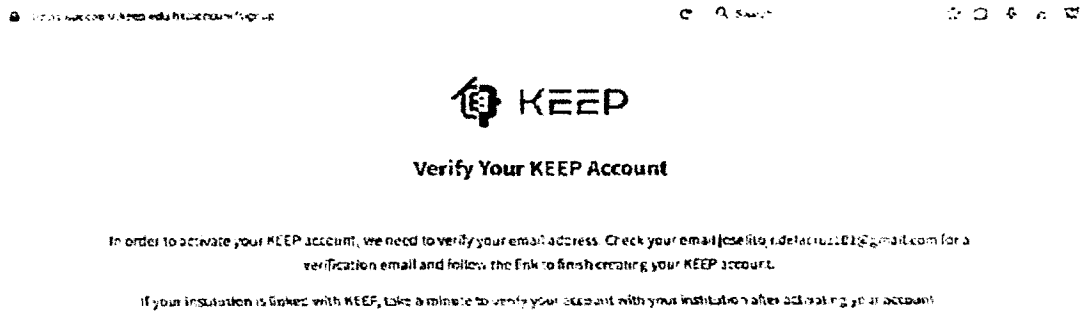 Search
KEEP
Verify Your KEEP Account
In order to activate your KEEP account, we need to verify your email address. Check your email for a
verification email and follow the link to finish creating your KEEP account.
If your institution is linked with KEEP, take a minute to verify your account with your institution after activating your account